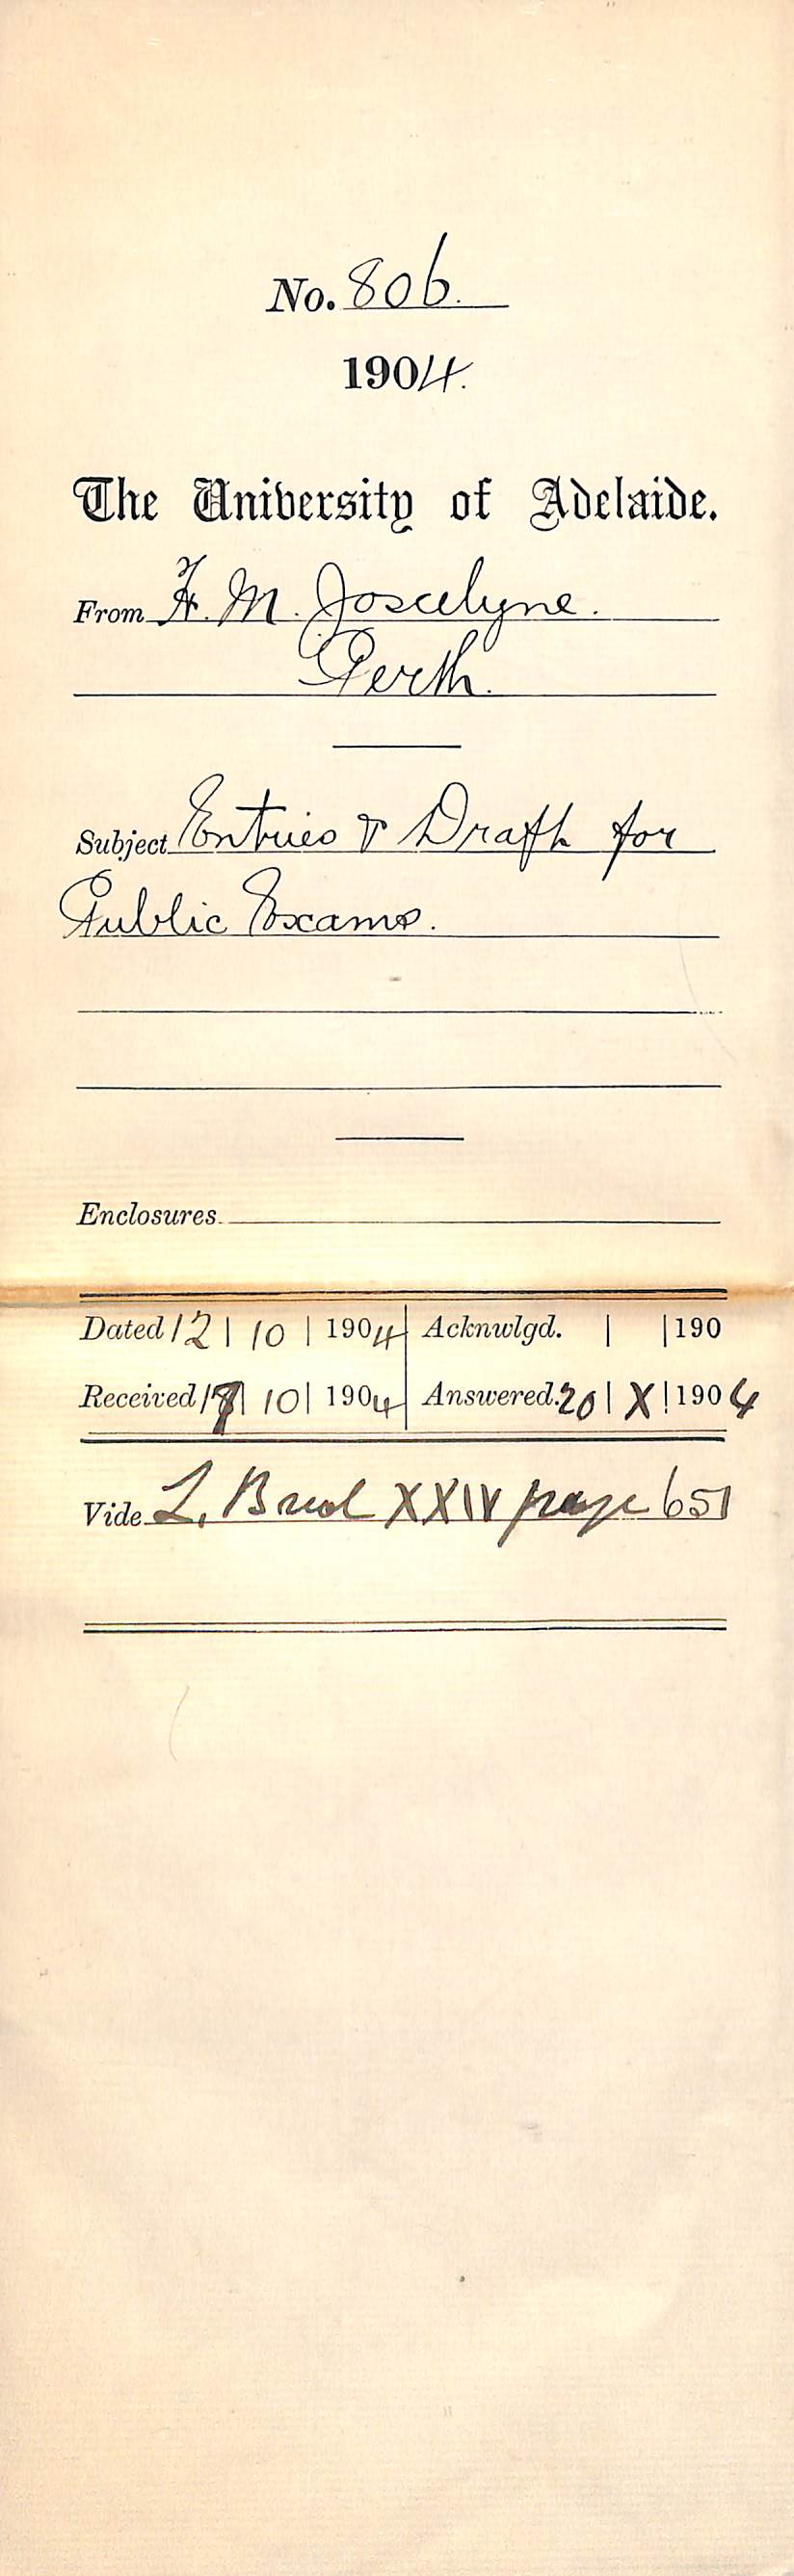 No. 806.
1904.
The University of Adelaide.
From F. M. Joscelyne.
Perth.
Subject Entries & Draft for
Public Exams.
Enclosures
Dated 12 | 10 | 1904 Acknwlgd. | | 190
Received 17 | 10 | 1904 Answered. 20 | X | 1904
Vide L. Book XXIV page 651